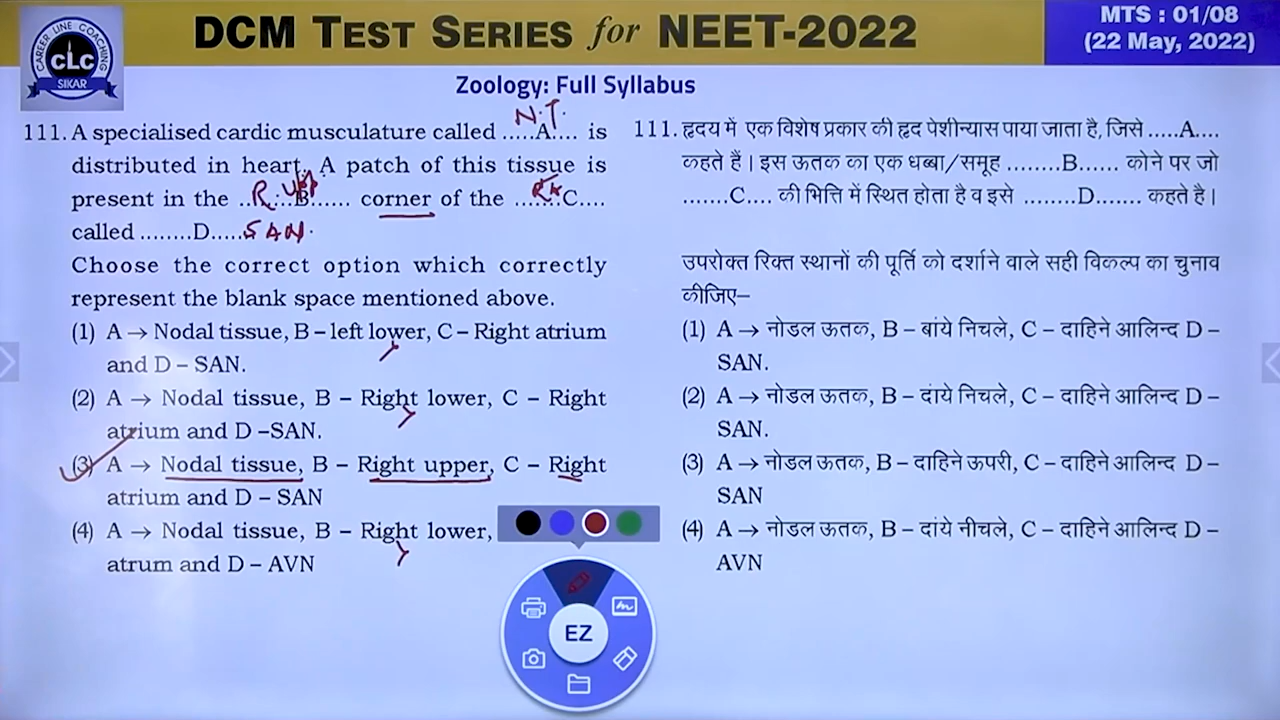 CAREER LINE COACHING
CLC
SIKAR
DCM TEST SERIES for NEET-2022
MTS : 01/08
(22 May, 2022)
Zoology: Full Syllabus
N.T.
111. A specialised cardic musculature called .....A..... is
distributed in heart. A patch of this tissue is
present in the ...R...Upp B...... corner of the ........C....
called ........D.....SAN.
Choose the correct option which correctly
represent the blank space mentioned above.
(1) A → Nodal tissue, B – left lower, C – Right atrium
and D – SAN.
(2) A → Nodal tissue, B – Right lower, C – Right
atrium and D –SAN.
(3) A → Nodal tissue, B – Right upper, C – Right
atrium and D – SAN
(4) A → Nodal tissue, B – Right lower,
atrum and D – AVN
111. हृदय में एक विशेष प्रकार की हृद पेशीन्यास पाया जाता है, जिसे .....A....
कहते हैं। इस ऊतक का एक धब्बा/समूह ........B...... कोने पर जो
........C.... की भित्ति में स्थित होता है व इसे ........D....... कहते है।
उपरोक्त रिक्त स्थानों की पूर्ति को दर्शाने वाले सही विकल्प का चुनाव
कीजिए–
(1) A → नोडल ऊतक, B – बांये निचले, C – दाहिने आलिन्द D –
SAN.
(2) A → नोडल ऊतक, B – दांये निचले, C – दाहिने आलिन्द D –
SAN.
(3) A → नोडल ऊतक, B – दाहिने ऊपरी, C – दाहिने आलिन्द D –
SAN
(4) A → नोडल ऊतक, B – दांये नीचले, C – दाहिने आलिन्द D –
AVN
EZ